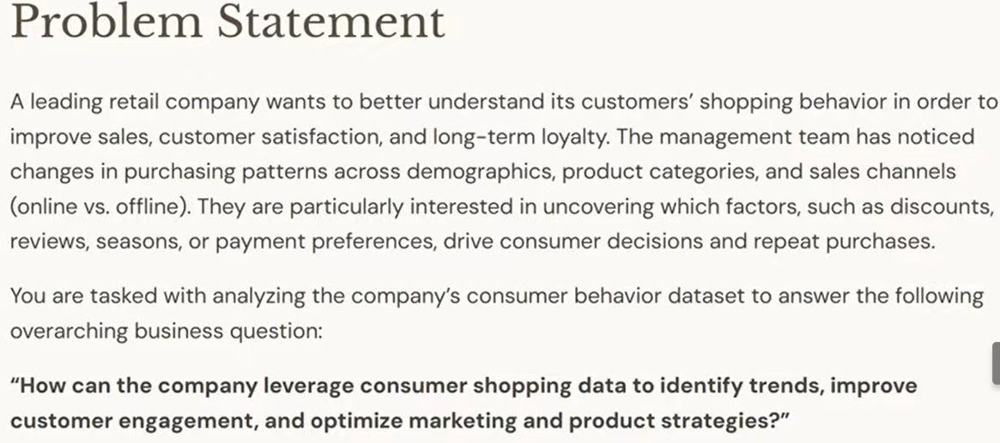 Problem Statement
A leading retail company wants to better understand its customers’ shopping behavior in order to
improve sales, customer satisfaction, and long-term loyalty. The management team has noticed
changes in purchasing patterns across demographics, product categories, and sales channels
(online vs. offline). They are particularly interested in uncovering which factors, such as discounts,
reviews, seasons, or payment preferences, drive consumer decisions and repeat purchases.
You are tasked with analyzing the company’s consumer behavior dataset to answer the following
overarching business question:
“How can the company leverage consumer shopping data to identify trends, improve
customer engagement, and optimize marketing and product strategies?”